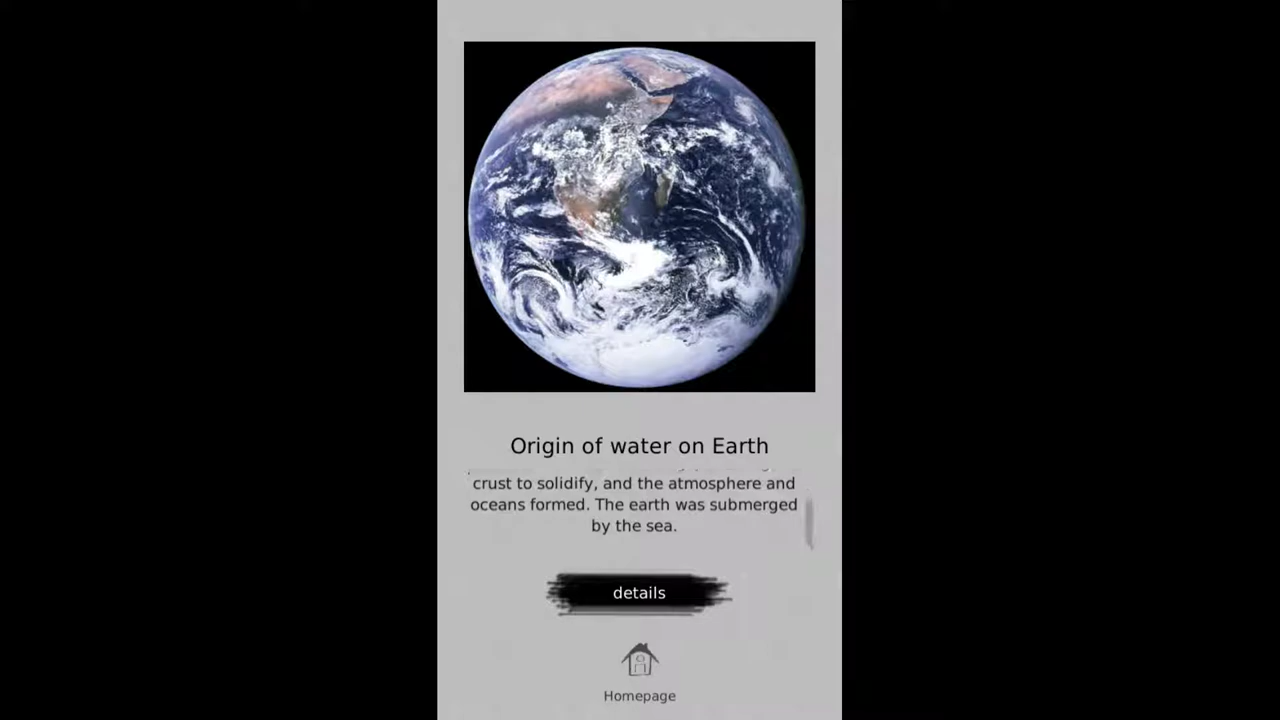 Origin of water on Earth
crust to solidify, and the atmosphere and
oceans formed. The earth was submerged
by the sea.
details
Homepage